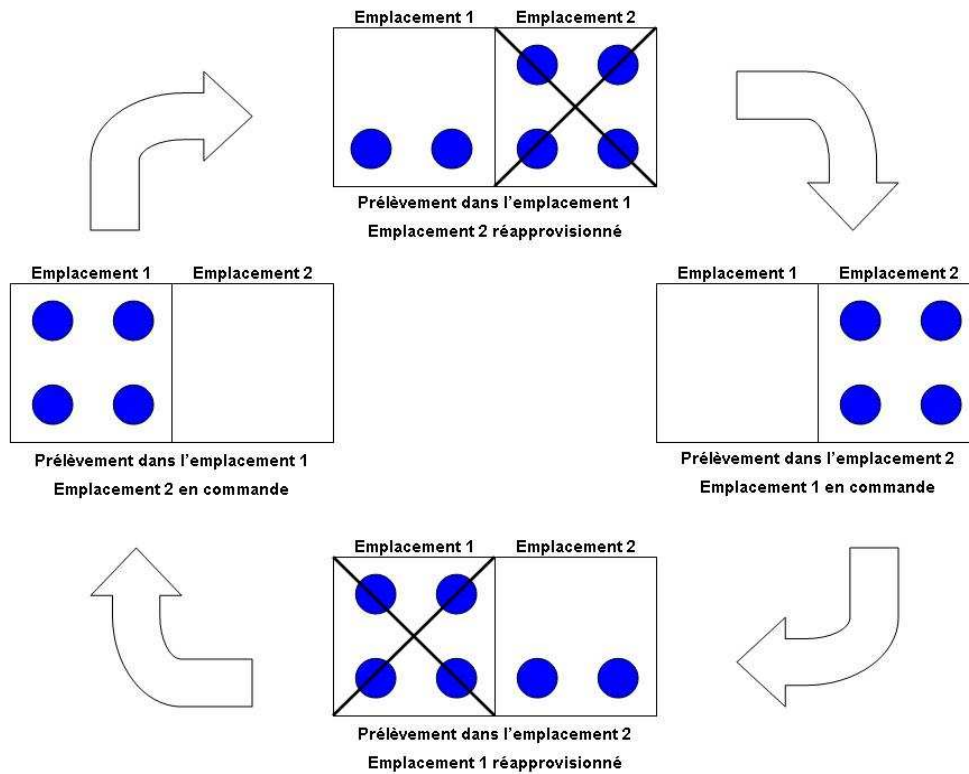 Emplacement 1 Emplacement 2
Prélèvement dans l'emplacement 1
Emplacement 2 réapprovisionné
Emplacement 1 Emplacement 2
Prélèvement dans l'emplacement 1
Emplacement 2 en commande
Emplacement 1 Emplacement 2
Prélèvement dans l'emplacement 2
Emplacement 1 en commande
Emplacement 1 Emplacement 2
Prélèvement dans l'emplacement 2
Emplacement 1 réapprovisionné